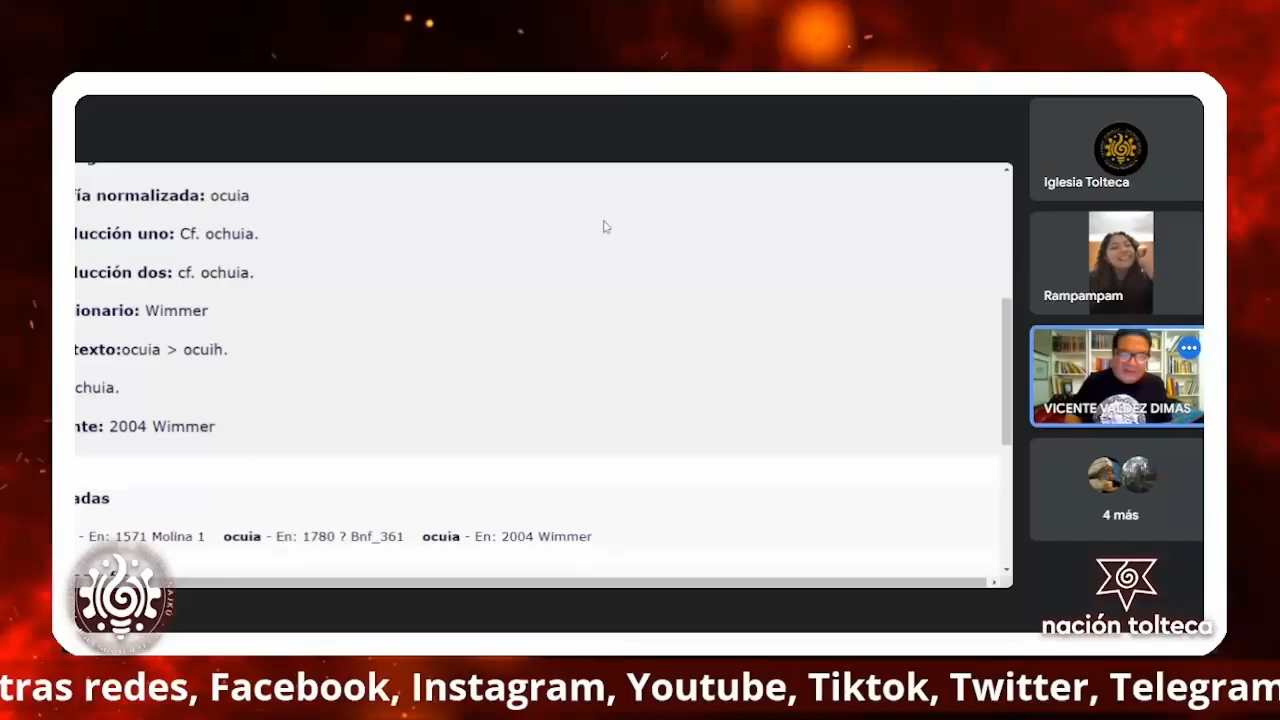 ía normalizada: ocuia
ucción uno: Cf. ochuia.
ucción dos: cf. ochuia.
ionario: Wimmer
texto:ocuia > ocuih.
chuia.
nte: 2004 Wimmer
adas
- En: 1571 Molina 1 ocuia - En: 1780 ? Bnf_361 ocuia - En: 2004 Wimmer
Iglesia Tolteca
Rampampam
VICENTE VALDEZ DIMAS
4 más
nación tolteca
tras redes, Facebook, Instagram, Youtube, Tiktok, Twitter, Telegram